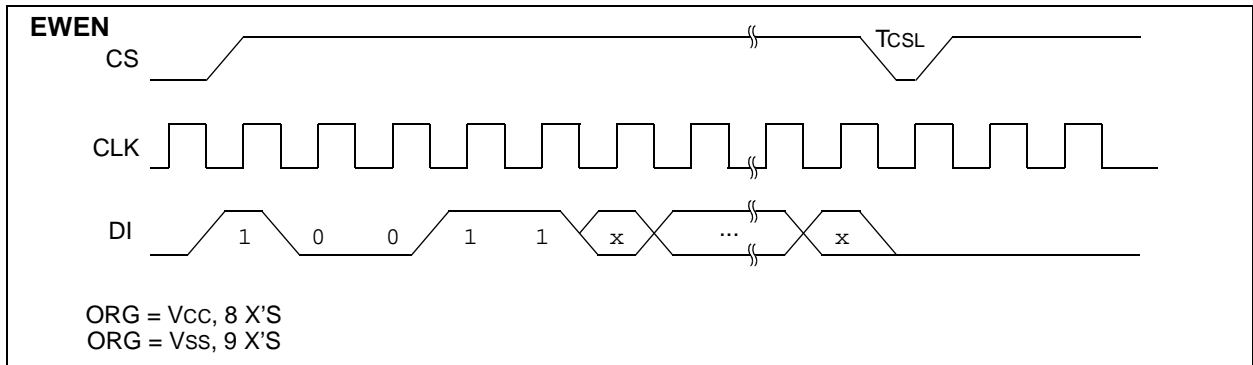 EWEN
CS
TCSL
CLK
DI
1 0 0 1 1 x ... x
ORG = VCC, 8 X'S
ORG = VSS, 9 X'S